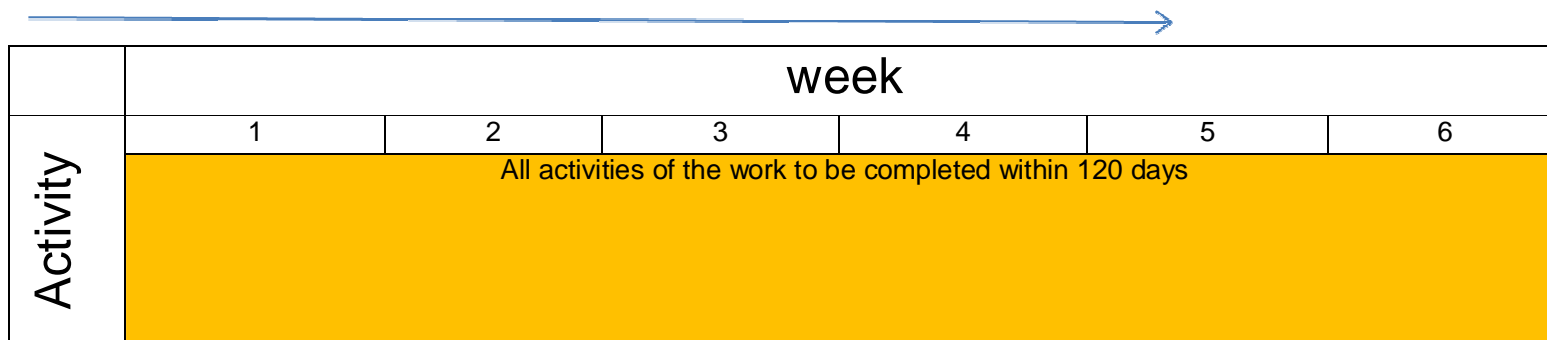 week
1 2 3 4 5 6
Activity
All activities of the work to be completed within 120 days